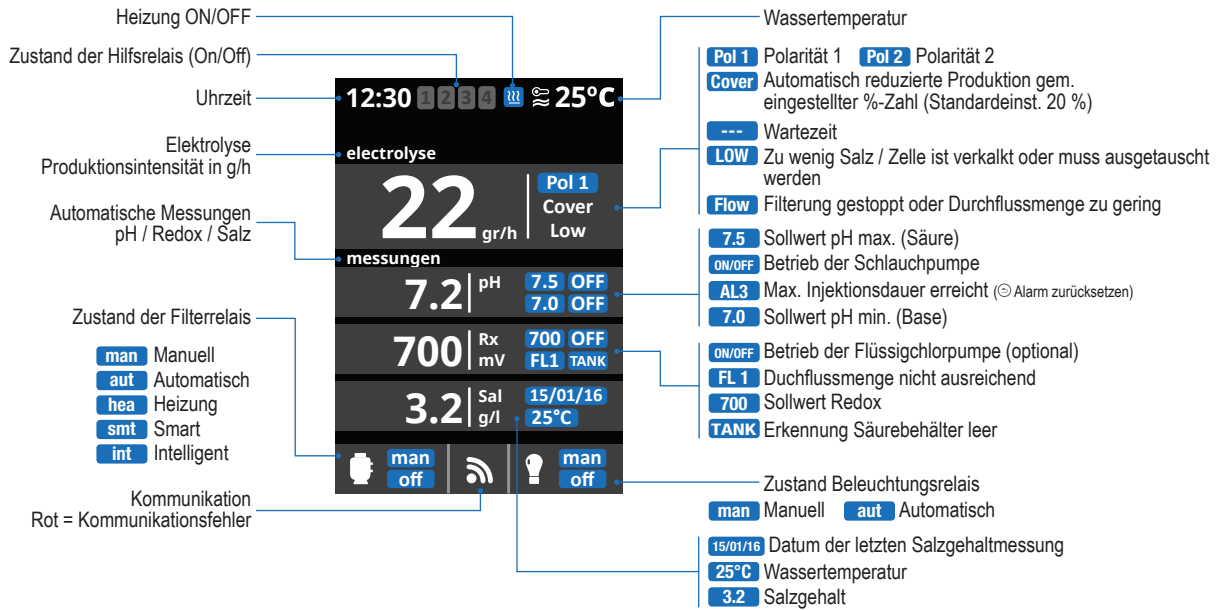 Heizung ON/OFF
Zustand der Hilfsrelais (On/Off)
Uhrzeit
Elektrolyse
Produktionsintensität in g/h
Automatische Messungen
pH / Redox / Salz
Zustand der Filterrelais
man Manuell
aut Automatisch
hea Heizung
smt Smart
int Intelligent
Kommunikation
Rot = Kommunikationsfehler
12:30 1 2 3 4 25°C
electrolyse
22 gr/h
Pol 1
Cover
Low
messungen
7.2 pH 7.5 OFF
7.0 OFF
700 Rx 700 OFF
mV FL1 TANK
3.2 Sal 15/01/16
g/l 25°C
man
off
man
off
Wassertemperatur
Pol 1 Polarität 1 Pol 2 Polarität 2
Cover Automatisch reduzierte Produktion gem.
eingestellter %-Zahl (Standardeinst. 20 %)
--- Wartezeit
LOW Zu wenig Salz / Zelle ist verkalkt oder muss ausgetauscht
werden
Flow Filterung gestoppt oder Durchflussmenge zu gering
7.5 Sollwert pH max. (Säure)
ON/OFF Betrieb der Schlauchpumpe
AL3 Max. Injektionsdauer erreicht (Alarm zurücksetzen)
7.0 Sollwert pH min. (Base)
ON/OFF Betrieb der Flüssigchlorpumpe (optional)
FL 1 Duchflussmenge nicht ausreichend
700 Sollwert Redox
TANK Erkennung Säurebehälter leer
Zustand Beleuchtungsrelais
man Manuell aut Automatisch
15/01/16 Datum der letzten Salzgehaltmessung
25°C Wassertemperatur
3.2 Salzgehalt